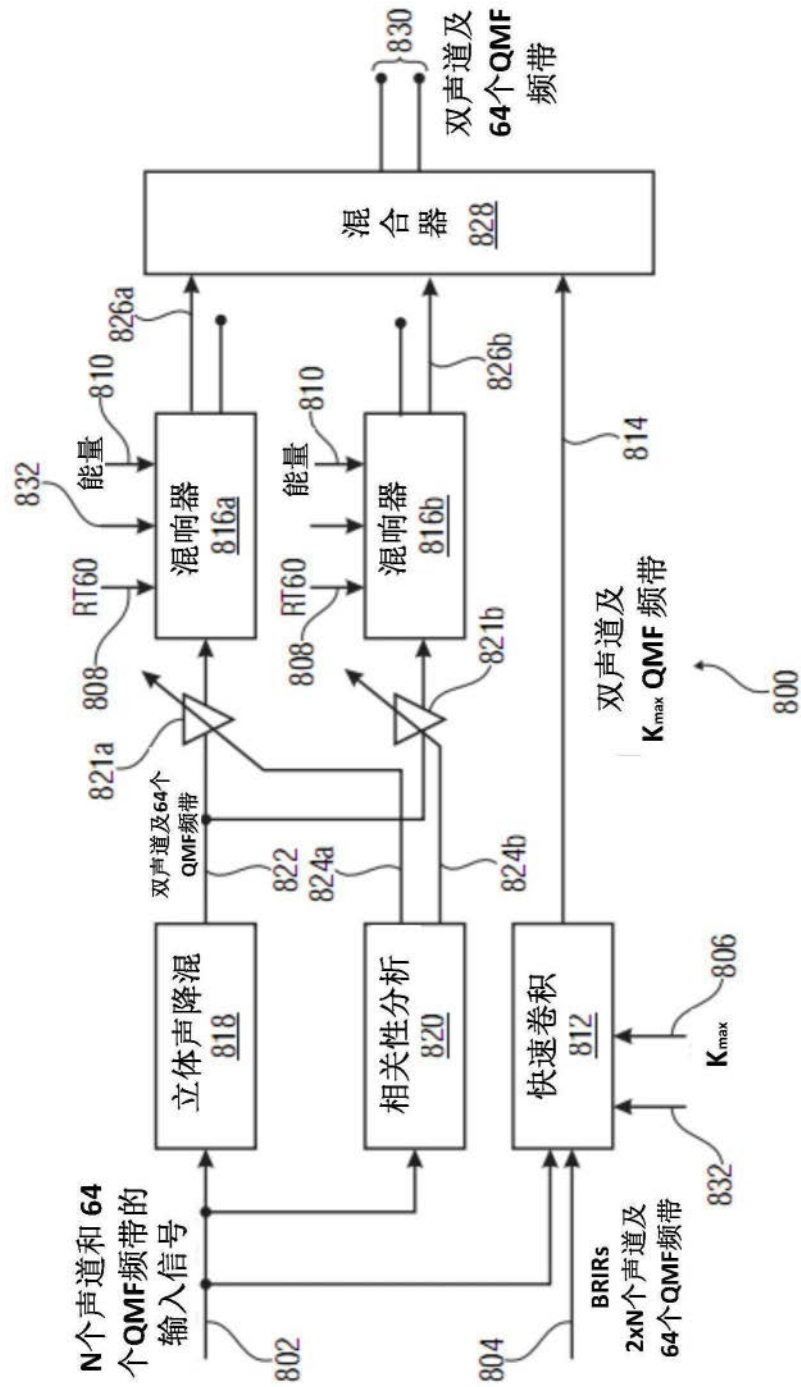 N个声道和 64
个QMF频带的
输入信号
802
804
BRIRs
2xN个声道及
64个QMF频带
立体声降混
818
相关性分析
820
快速卷积
812
832
Kmax
806
双声道及64个
QMF频带
822
824a
824b
821a
821b
RT60
808
832
能量
810
混响器
816a
RT60
808
能量
810
混响器
816b
826a
826b
814
双声道及
Kmax QMF 频带
800
混
合
器
828
830
双声道及
64个QMF
频带